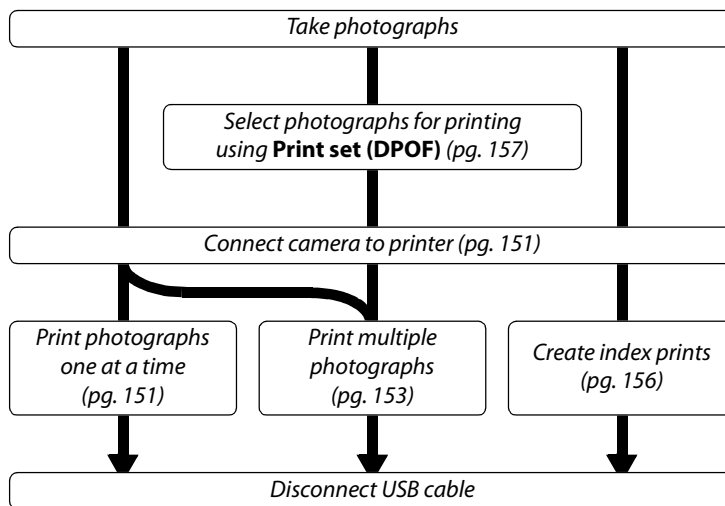 Take photographs
Select photographs for printing
using Print set (DPOF) (pg. 157)
Connect camera to printer (pg. 151)
Print photographs
one at a time
(pg. 151)
Print multiple
photographs
(pg. 153)
Create index prints
(pg. 156)
Disconnect USB cable